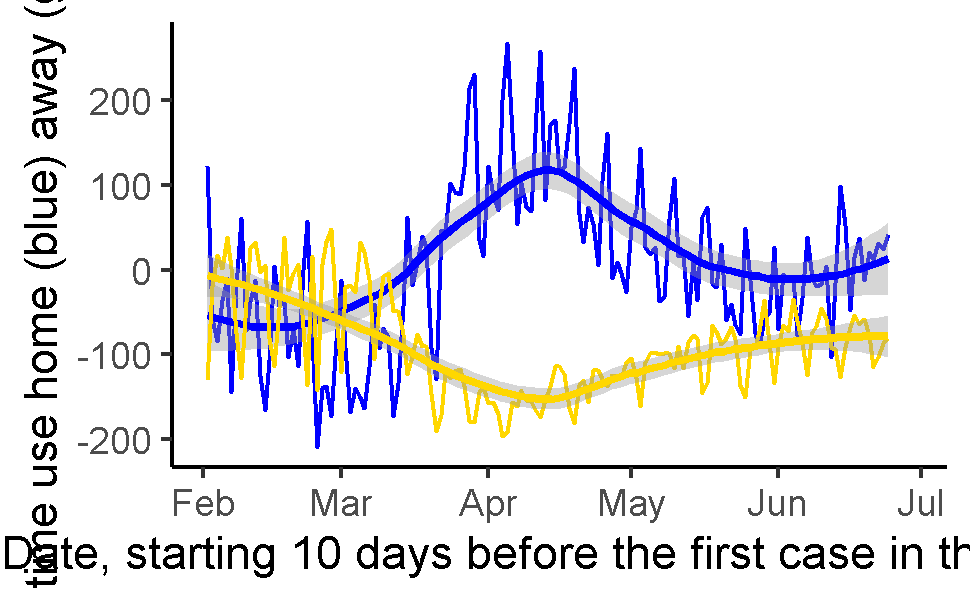 time use home (blue) away (
200
100
0
-100
-200
Feb Mar Apr May Jun Jul
Date, starting 10 days before the first case in th